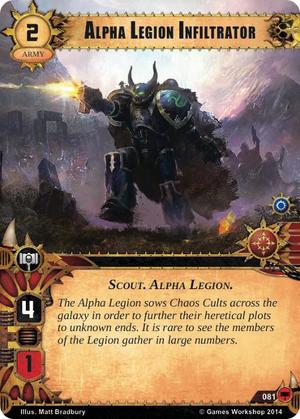 2
ARMY
Alpha Legion Infiltrator
4
1
Scout. Alpha Legion.
The Alpha Legion sows Chaos Cults across the
galaxy in order to further their heretical plots
to unknown ends. It is rare to see the members
of the Legion gather in large numbers.
081
Illus. Matt Bradbury
© Games Workshop 2014